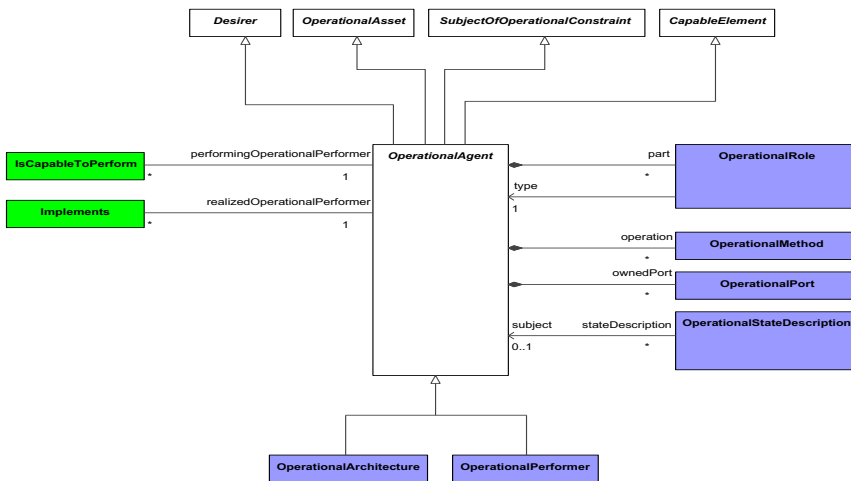 Desirer
OperationalAsset
SubjectOfOperationalConstraint
CapableElement
IsCapableToPerform
performingOperationalPerformer
*
1
OperationalAgent
part
*
OperationalRole
type
1
Implements
realizedOperationalPerformer
*
1
operation
*
OperationalMethod
ownedPort
*
OperationalPort
subject
0..1
stateDescription
*
OperationalStateDescription
OperationalArchitecture
OperationalPerformer